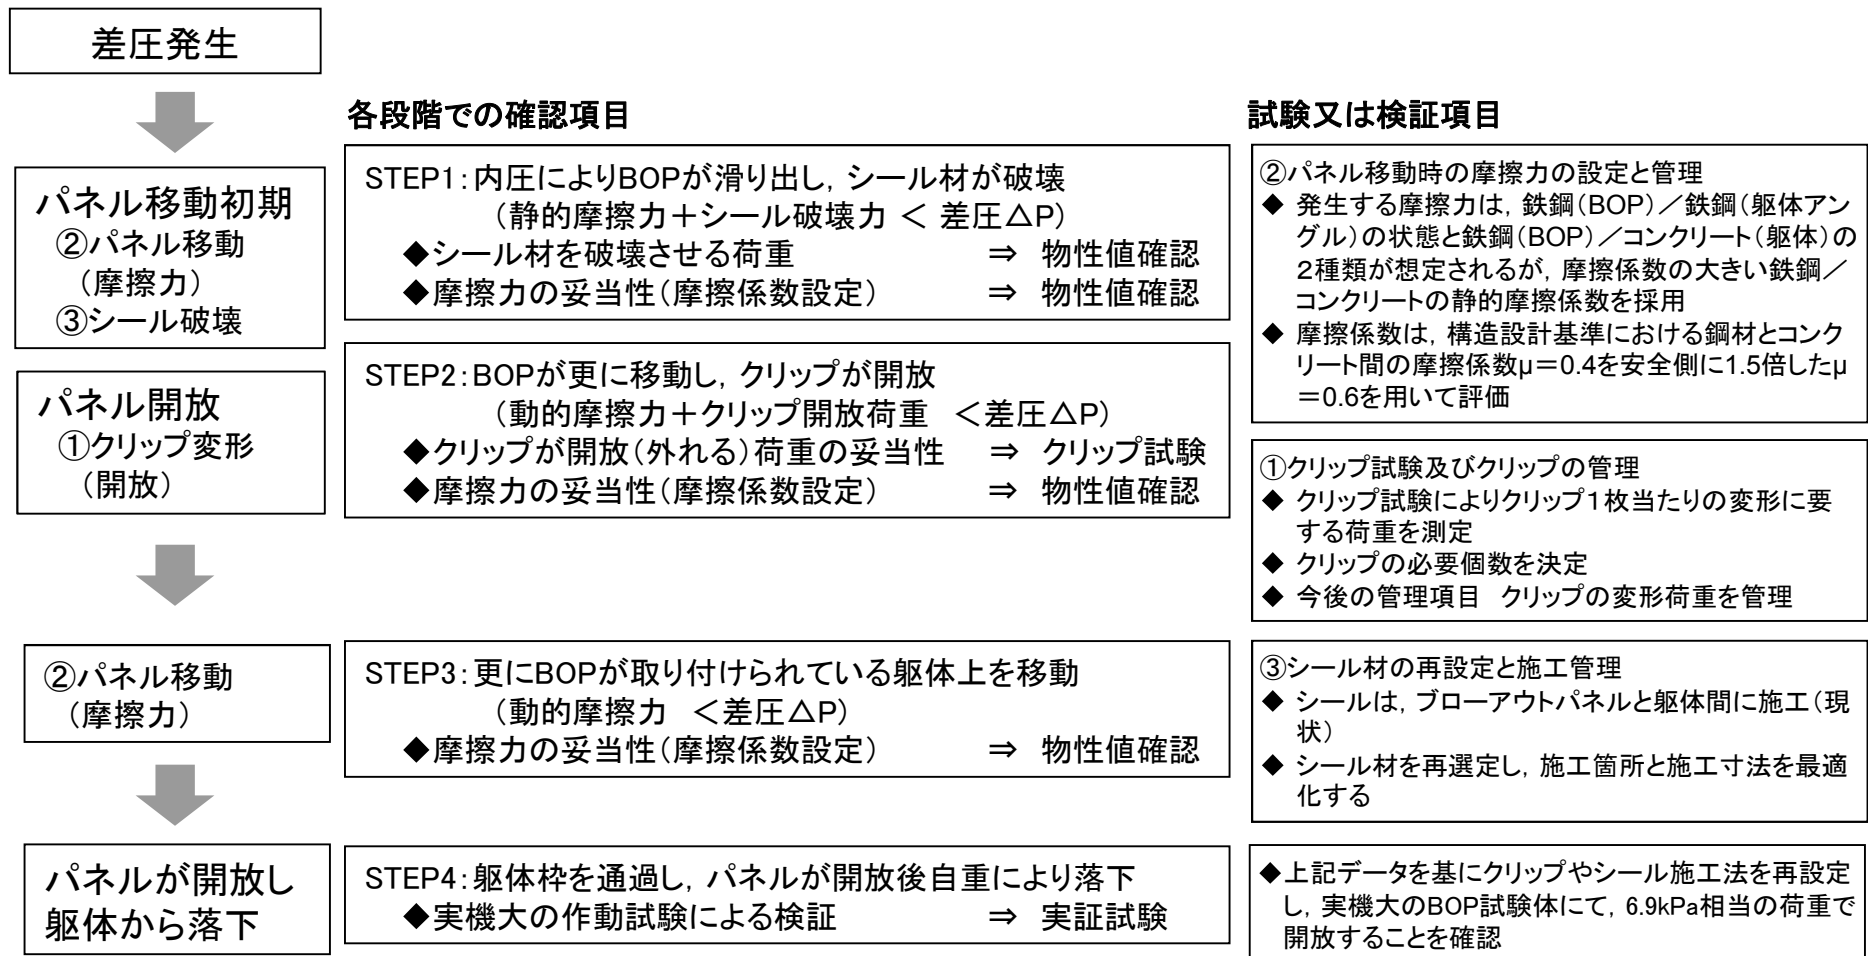 差圧発生
パネル移動初期
②パネル移動
（摩擦力）
③シール破壊
パネル開放
①クリップ変形
（開放）
②パネル移動
（摩擦力）
パネルが開放し
躯体から落下
各段階での確認項目
STEP1：内圧によりBOPが滑り出し，シール材が破壊
（静的摩擦力＋シール破壊力 ＜ 差圧△P）
◆シール材を破壊させる荷重 ⇒ 物性値確認
◆摩擦力の妥当性（摩擦係数設定） ⇒ 物性値確認
STEP2：BOPが更に移動し，クリップが開放
（動的摩擦力＋クリップ開放荷重 ＜差圧△P）
◆クリップが開放（外れる）荷重の妥当性 ⇒ クリップ試験
◆摩擦力の妥当性（摩擦係数設定） ⇒ 物性値確認
STEP3：更にBOPが取り付けられている躯体上を移動
（動的摩擦力 ＜差圧△P）
◆摩擦力の妥当性（摩擦係数設定） ⇒ 物性値確認
STEP4：躯体枠を通過し，パネルが開放後自重により落下
◆実機大の作動試験による検証 ⇒ 実証試験
試験又は検証項目
②パネル移動時の摩擦力の設定と管理
◆ 発生する摩擦力は，鉄鋼（BOP）／鉄鋼（躯体アン
グル）の状態と鉄鋼（BOP）／コンクリート（躯体）の
２種類が想定されるが，摩擦係数の大きい鉄鋼／
コンクリートの静的摩擦係数を採用
◆ 摩擦係数は，構造設計基準における鋼材とコンク
リート間の摩擦係数μ＝0.4を安全側に1.5倍したμ
＝0.6を用いて評価
①クリップ試験及びクリップの管理
◆ クリップ試験によりクリップ１枚当たりの変形に要
する荷重を測定
◆ クリップの必要個数を決定
◆ 今後の管理項目　クリップの変形荷重を管理
③シール材の再設定と施工管理
◆ シールは，ブローアウトパネルと躯体間に施工（現
状）
◆ シール材を再選定し，施工箇所と施工寸法を最適
化する
◆上記データを基にクリップやシール施工法を再設定
し，実機大のBOP試験体にて，6.9kPa相当の荷重で
開放することを確認